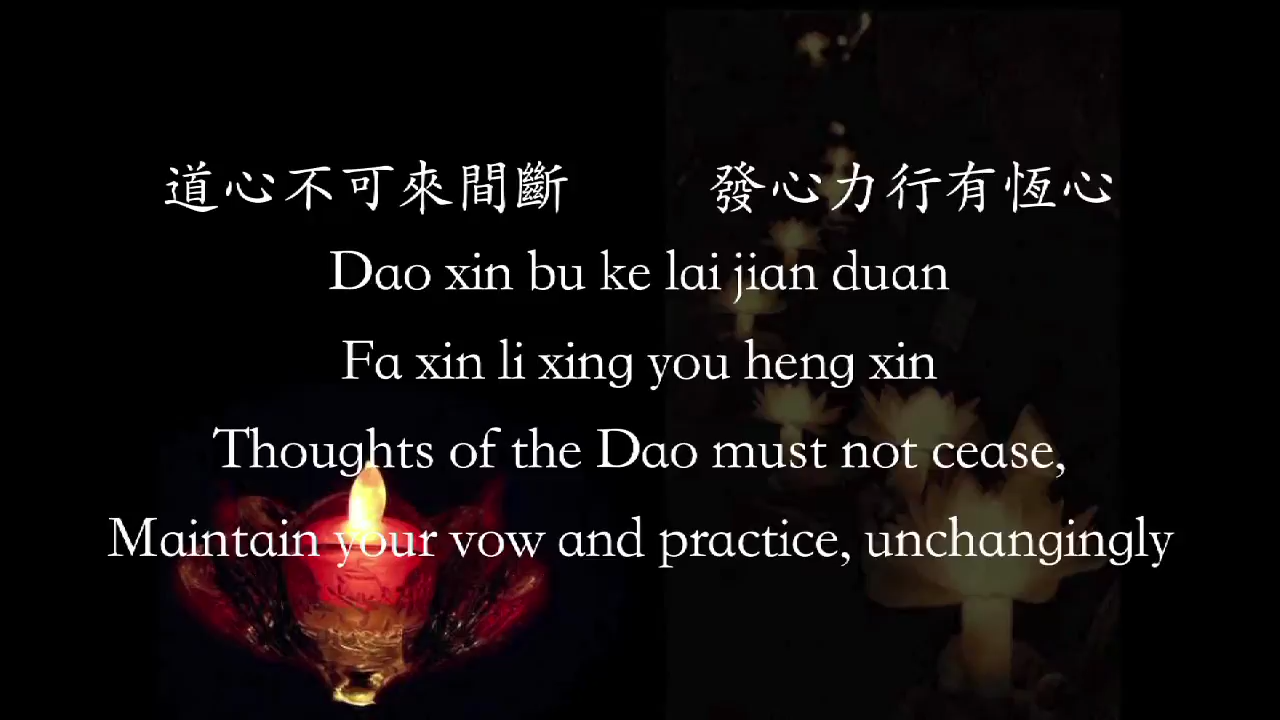 道心不可來間斷 發心力行有恆心
Dao xin bu ke lai jian duan
Fa xin li xing you heng xin
Thoughts of the Dao must not cease,
Maintain your vow and practice, unchangingly